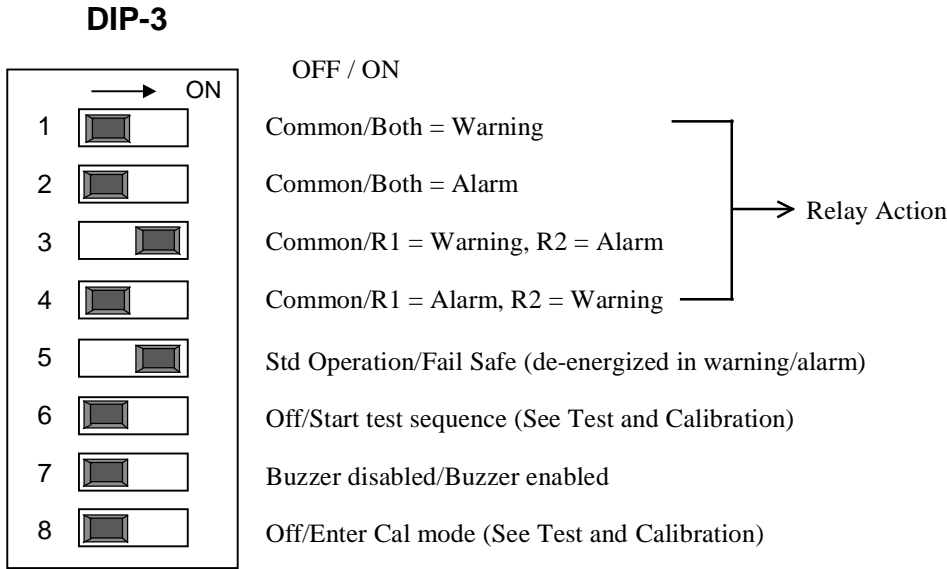 DIP-3
OFF / ON
ON
1 Common/Both = Warning
2 Common/Both = Alarm
Relay Action
3 Common/R1 = Warning, R2 = Alarm
4 Common/R1 = Alarm, R2 = Warning
5 Std Operation/Fail Safe (de-energized in warning/alarm)
6 Off/Start test sequence (See Test and Calibration)
7 Buzzer disabled/Buzzer enabled
8 Off/Enter Cal mode (See Test and Calibration)